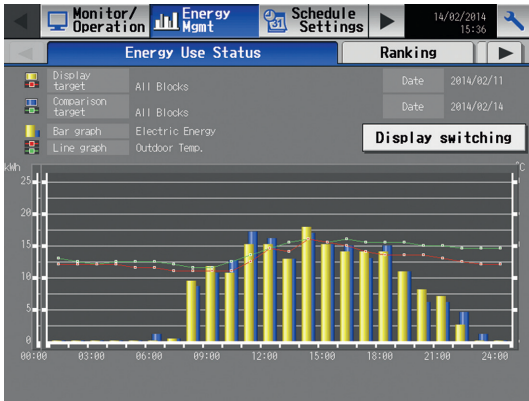 Monitor/
Operation
Energy
Mgmt
31
Schedule
Settings
14/02/2014
15:36
Energy Use Status
Ranking
Display
target
All Blocks
Date
2014/02/11
Comparison
target
All Blocks
Date
2014/02/14
Bar graph
Electric Energy
Line graph
Outdoor Temp.
Display switching
kWh
°C
25
20
15
10
5
0
00:00 03:00 06:00 09:00 12:00 15:00 18:00 21:00 24:00